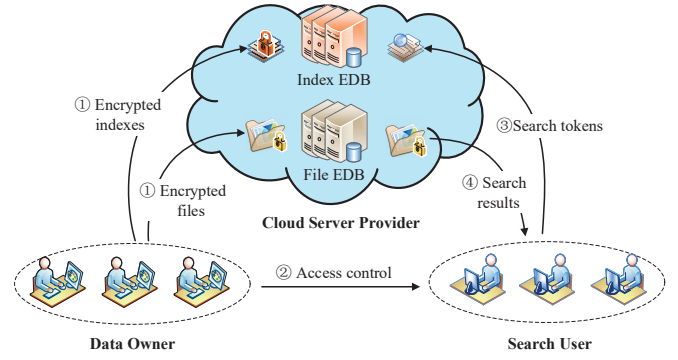 Index EDB
① Encrypted
indexes
③Search tokens
① Encrypted
files
File EDB
④ Search
results
Cloud Server Provider
② Access control
Data Owner
Search User